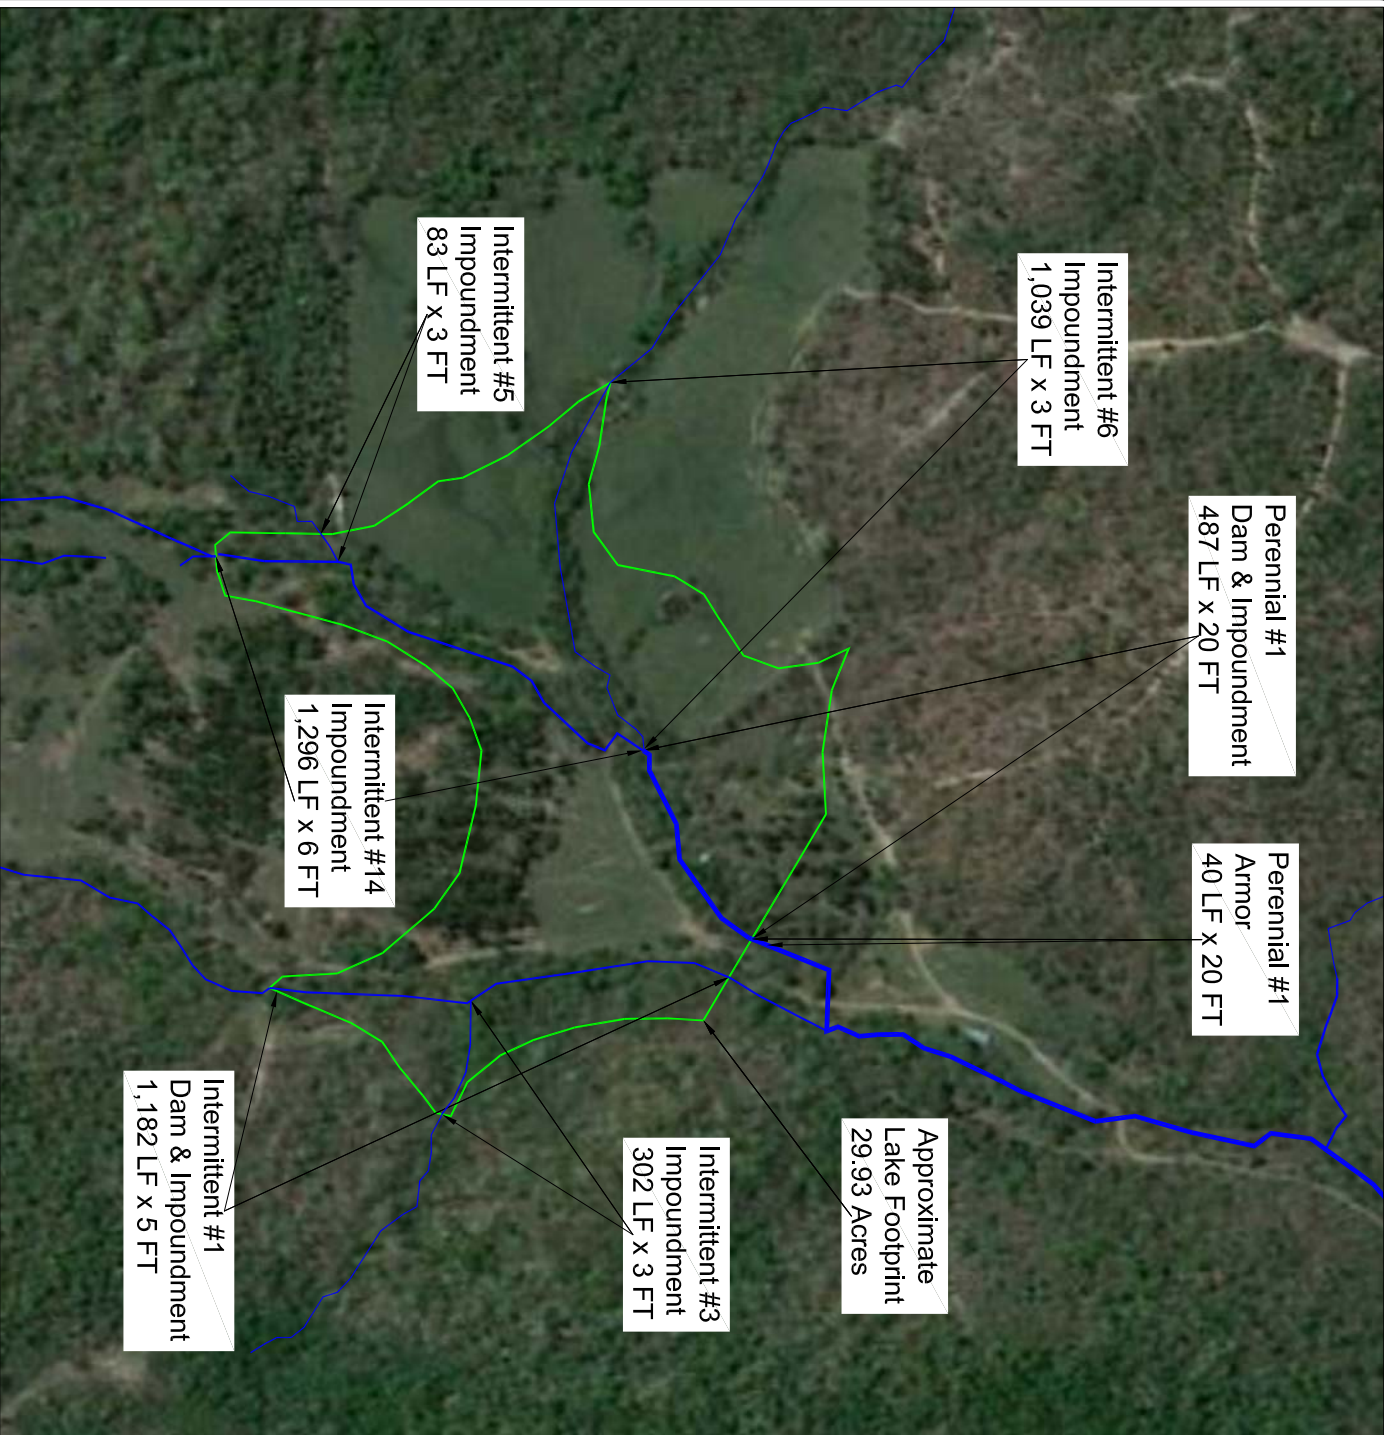 Intermittent #6
Impoundment
1,039 LF x 3 FT
Perennial #1
Dam & Impoundment
487 LF x 20 FT
Perennial #1
Armor
40 LF x 20 FT
Intermittent #5
Impoundment
83 LF x 3 FT
Intermittent #14
Impoundment
1,296 LF x 6 FT
Approximate
Lake Footprint
29.93 Acres
Intermittent #3
Impoundment
302 LF x 3 FT
Intermittent #1
Dam & Impoundment
1,182 LF x 5 FT